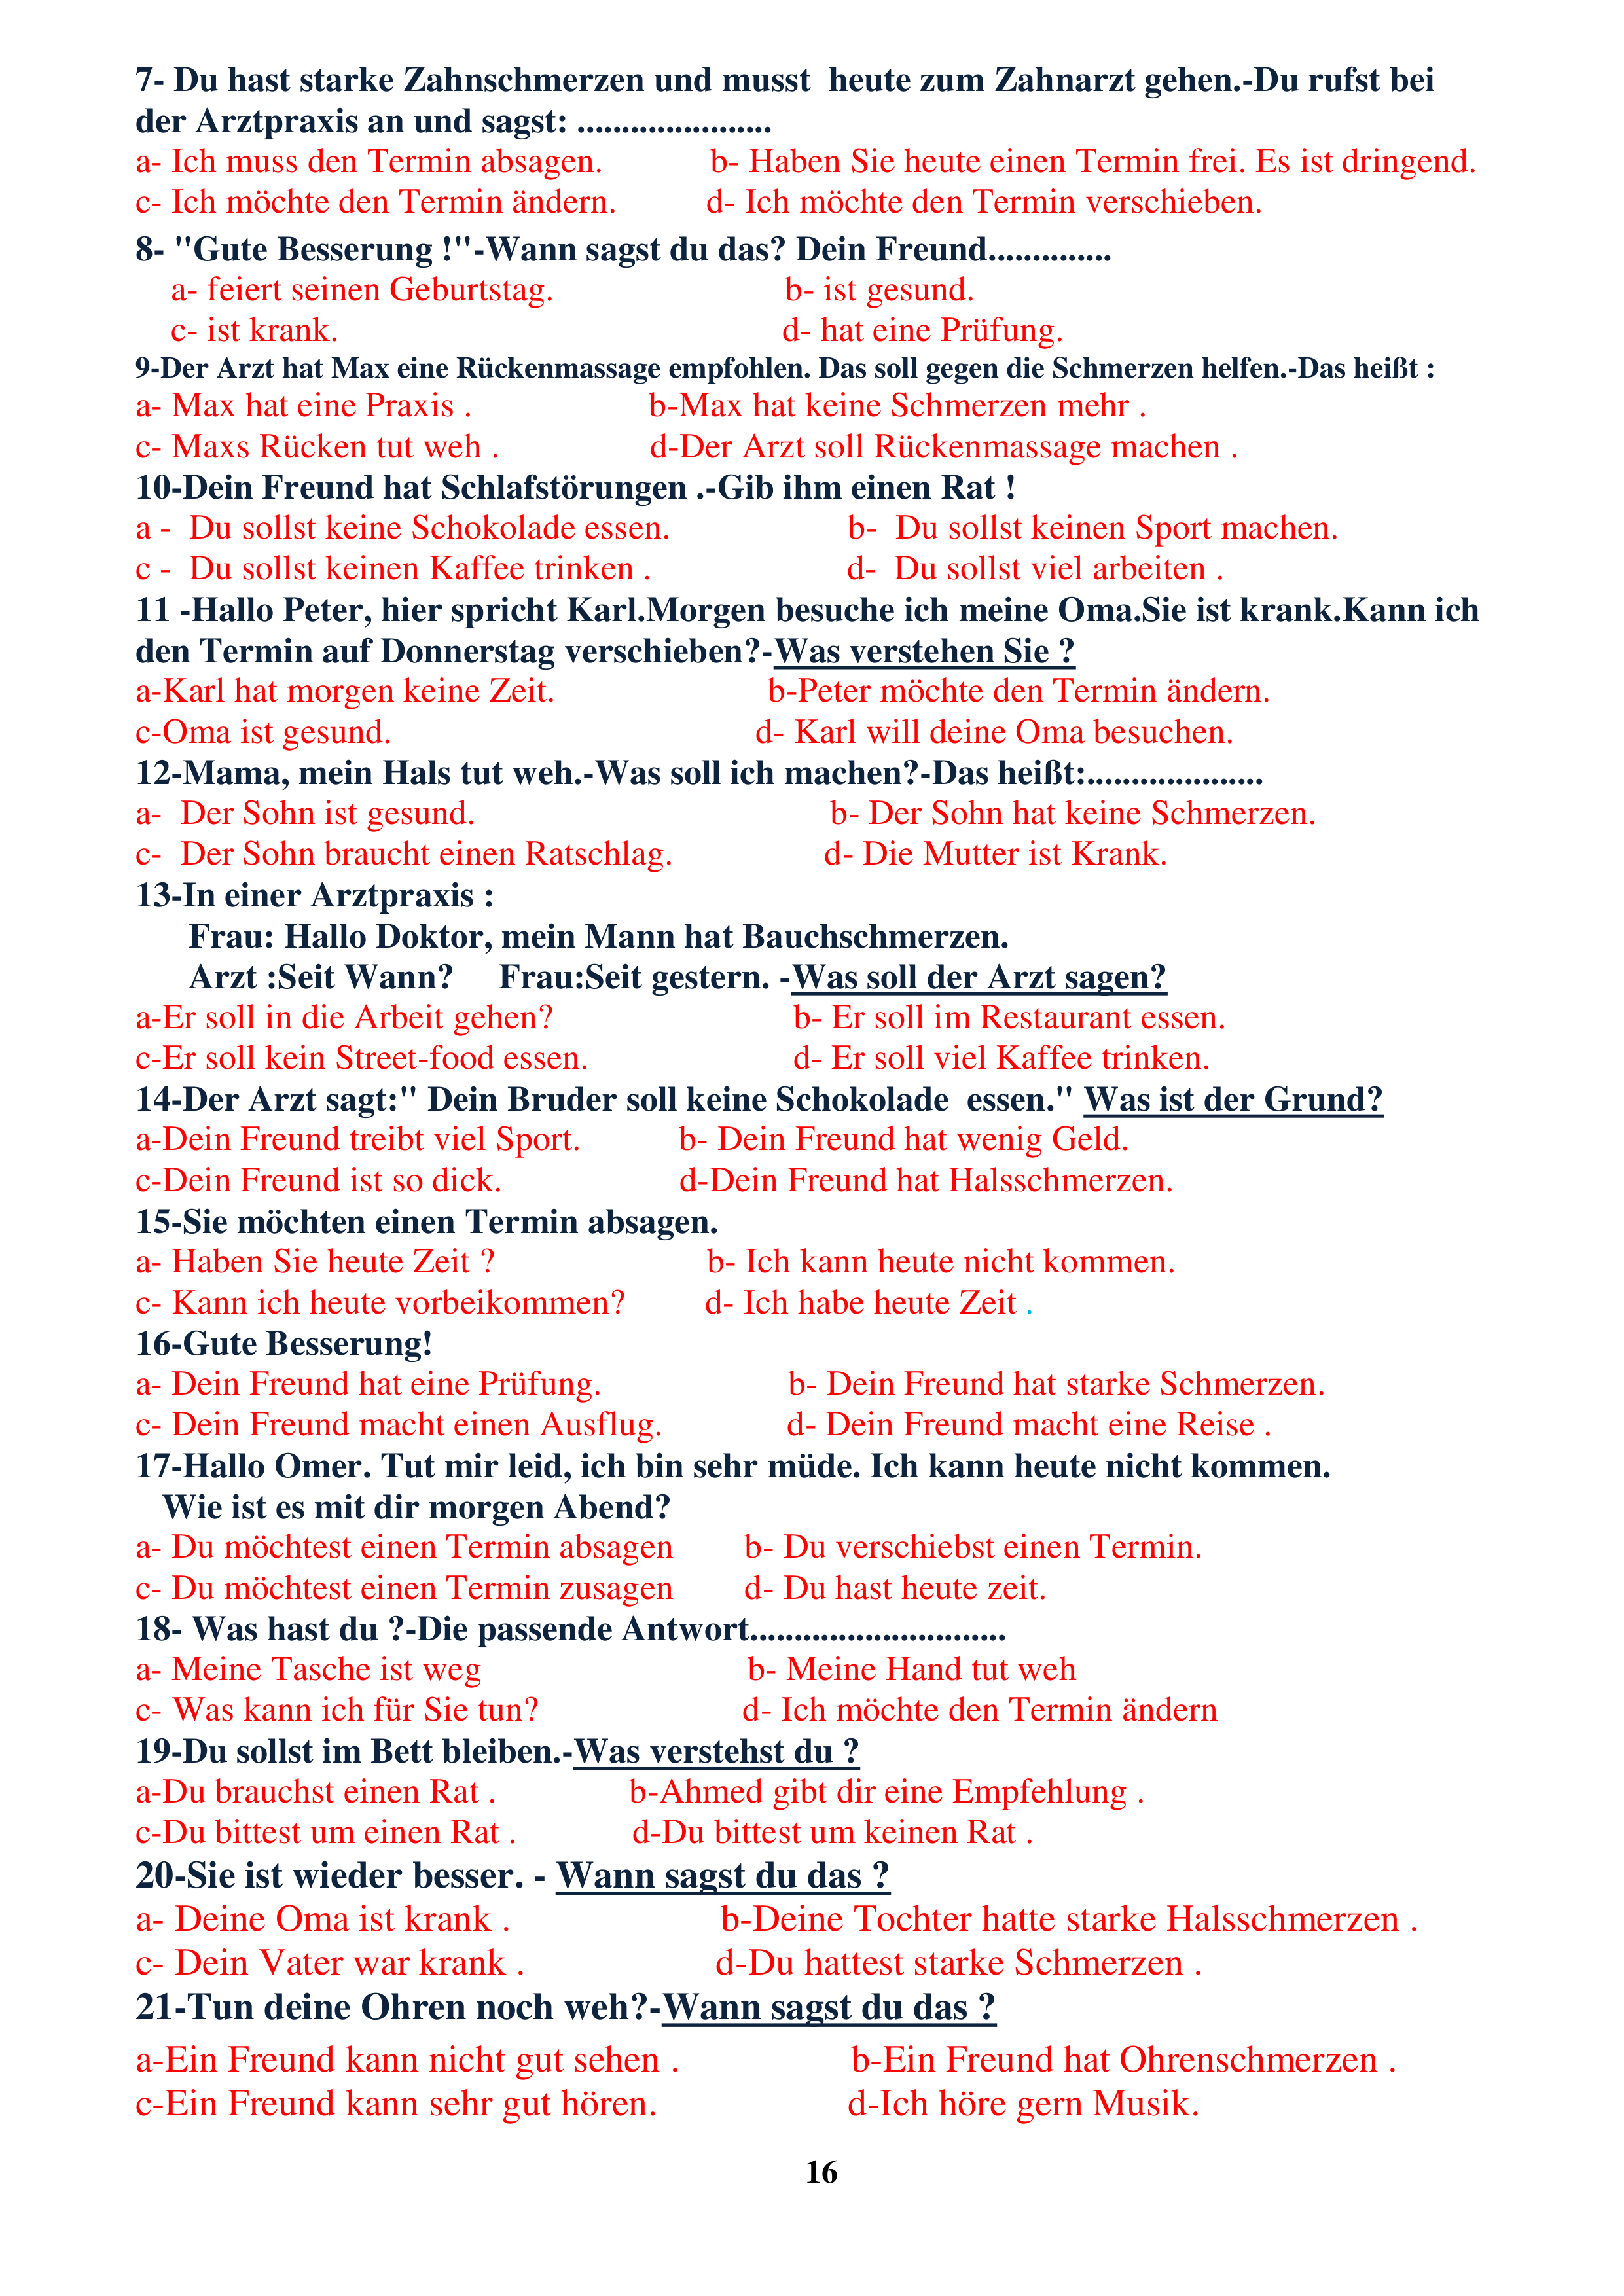 7- Du hast starke Zahnschmerzen und musst heute zum Zahnarzt gehen.-Du rufst bei
der Arztpraxis an und sagst: ......................
a- Ich muss den Termin absagen. b- Haben Sie heute einen Termin frei. Es ist dringend.
c- Ich möchte den Termin ändern. d- Ich möchte den Termin verschieben.
8- "Gute Besserung !"-Wann sagst du das? Dein Freund..............
a- feiert seinen Geburtstag. b- ist gesund.
c- ist krank. d- hat eine Prüfung.
9-Der Arzt hat Max eine Rückenmassage empfohlen. Das soll gegen die Schmerzen helfen.-Das heißt :
a- Max hat eine Praxis . b-Max hat keine Schmerzen mehr .
c- Maxs Rücken tut weh . d-Der Arzt soll Rückenmassage machen .
10-Dein Freund hat Schlafstörungen .-Gib ihm einen Rat !
a - Du sollst keine Schokolade essen. b- Du sollst keinen Sport machen.
c - Du sollst keinen Kaffee trinken . d- Du sollst viel arbeiten .
11 -Hallo Peter, hier spricht Karl.Morgen besuche ich meine Oma.Sie ist krank.Kann ich
den Termin auf Donnerstag verschieben?-Was verstehen Sie ?
a-Karl hat morgen keine Zeit. b-Peter möchte den Termin ändern.
c-Oma ist gesund. d- Karl will deine Oma besuchen.
12-Mama, mein Hals tut weh.-Was soll ich machen?-Das heißt:....................
a- Der Sohn ist gesund. b- Der Sohn hat keine Schmerzen.
c- Der Sohn braucht einen Ratschlag. d- Die Mutter ist Krank.
13-In einer Arztpraxis :
Frau: Hallo Doktor, mein Mann hat Bauchschmerzen.
Arzt :Seit Wann? Frau:Seit gestern. -Was soll der Arzt sagen?
a-Er soll in die Arbeit gehen? b- Er soll im Restaurant essen.
c-Er soll kein Street-food essen. d- Er soll viel Kaffee trinken.
14-Der Arzt sagt:" Dein Bruder soll keine Schokolade essen." Was ist der Grund?
a-Dein Freund treibt viel Sport. b- Dein Freund hat wenig Geld.
c-Dein Freund ist so dick. d-Dein Freund hat Halsschmerzen.
15-Sie möchten einen Termin absagen.
a- Haben Sie heute Zeit ? b- Ich kann heute nicht kommen.
c- Kann ich heute vorbeikommen? d- Ich habe heute Zeit .
16-Gute Besserung!
a- Dein Freund hat eine Prüfung. b- Dein Freund hat starke Schmerzen.
c- Dein Freund macht einen Ausflug. d- Dein Freund macht eine Reise .
17-Hallo Omer. Tut mir leid, ich bin sehr müde. Ich kann heute nicht kommen.
Wie ist es mit dir morgen Abend?
a- Du möchtest einen Termin absagen b- Du verschiebst einen Termin.
c- Du möchtest einen Termin zusagen d- Du hast heute zeit.
18- Was hast du ?-Die passende Antwort.............................
a- Meine Tasche ist weg b- Meine Hand tut weh
c- Was kann ich für Sie tun? d- Ich möchte den Termin ändern
19-Du sollst im Bett bleiben.-Was verstehst du ?
a-Du brauchst einen Rat . b-Ahmed gibt dir eine Empfehlung .
c-Du bittest um einen Rat . d-Du bittest um keinen Rat .
20-Sie ist wieder besser. - Wann sagst du das ?
a- Deine Oma ist krank . b-Deine Tochter hatte starke Halsschmerzen .
c- Dein Vater war krank . d-Du hattest starke Schmerzen .
21-Tun deine Ohren noch weh?-Wann sagst du das ?
a-Ein Freund kann nicht gut sehen . b-Ein Freund hat Ohrenschmerzen .
c-Ein Freund kann sehr gut hören. d-Ich höre gern Musik.
16